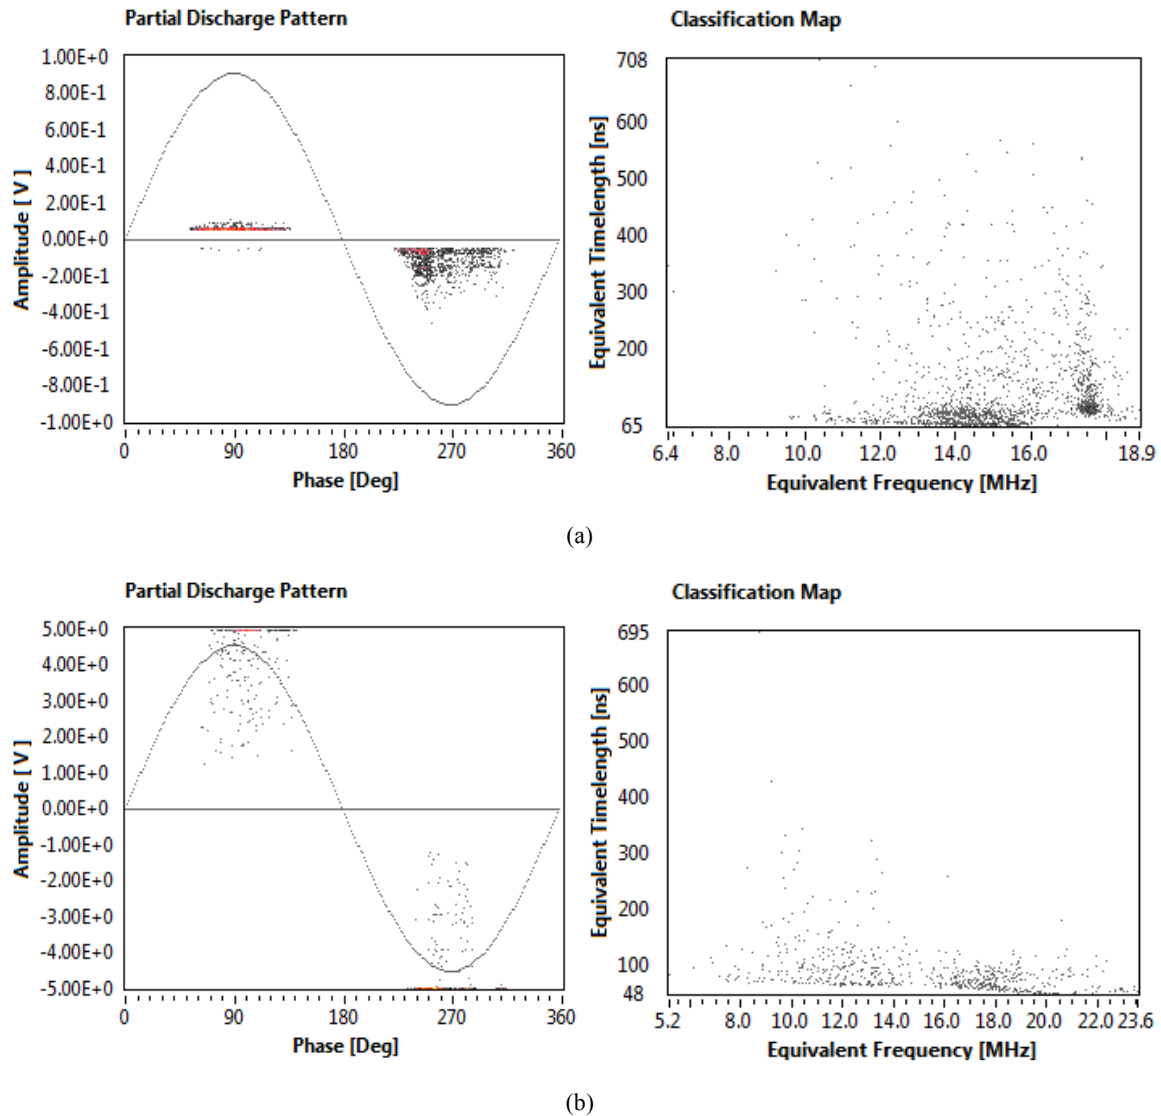 Partial Discharge Pattern
Amplitude [ V ]
1.00E+0
8.00E-1
6.00E-1
4.00E-1
2.00E-1
0.00E+0
-2.00E-1
-4.00E-1
-6.00E-1
-8.00E-1
-1.00E+0
0 90 180 270 360
Phase [Deg]
Classification Map
Equivalent Timelength [ns]
708
600
500
400
300
200
65
6.4 8.0 10.0 12.0 14.0 16.0 18.9
Equivalent Frequency [MHz]
(a)
Partial Discharge Pattern
Amplitude [ V ]
5.00E+0
4.00E+0
3.00E+0
2.00E+0
1.00E+0
0.00E+0
-1.00E+0
-2.00E+0
-3.00E+0
-4.00E+0
-5.00E+0
0 90 180 270 360
Phase [Deg]
Classification Map
Equivalent Timelength [ns]
695
600
500
400
300
200
100
48
5.2 8.0 10.0 12.0 14.0 16.0 18.0 20.0 22.0 23.6
Equivalent Frequency [MHz]
(b)